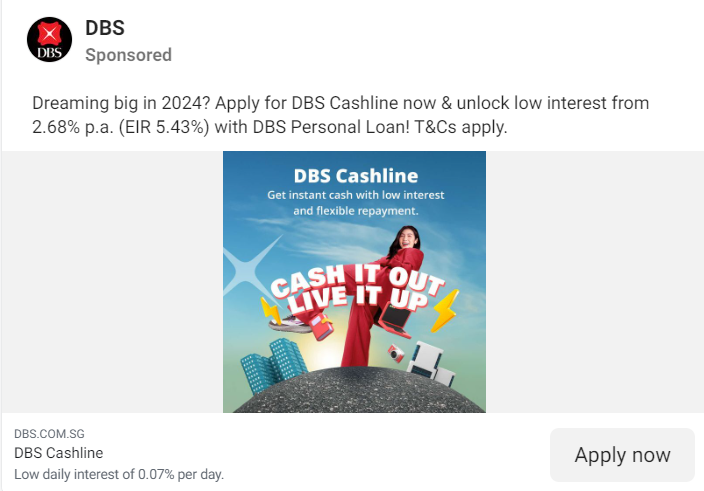 DBS
DBS
Sponsored
Dreaming big in 2024? Apply for DBS Cashline now & unlock low interest from
2.68% p.a. (EIR 5.43%) with DBS Personal Loan! T&Cs apply.
DBS Cashline
Get instant cash with low interest
and flexible repayment.
CASH IT OUT
LIVE IT UP
DBS.COM.SG
DBS Cashline
Low daily interest of 0.07% per day.
Apply now